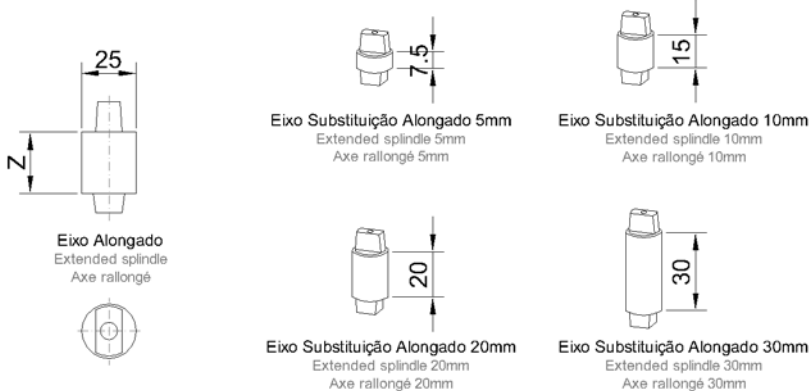 25
Z
Eixo Alongado
Extended splindle
Axe rallongé
7.5
Eixo Substituição Alongado 5mm
Extended splindle 5mm
Axe rallongé 5mm
15
Eixo Substituição Alongado 10mm
Extended splindle 10mm
Axe rallongé 10mm
20
Eixo Substituição Alongado 20mm
Extended splindle 20mm
Axe rallongé 20mm
30
Eixo Substituição Alongado 30mm
Extended splindle 30mm
Axe rallongé 30mm